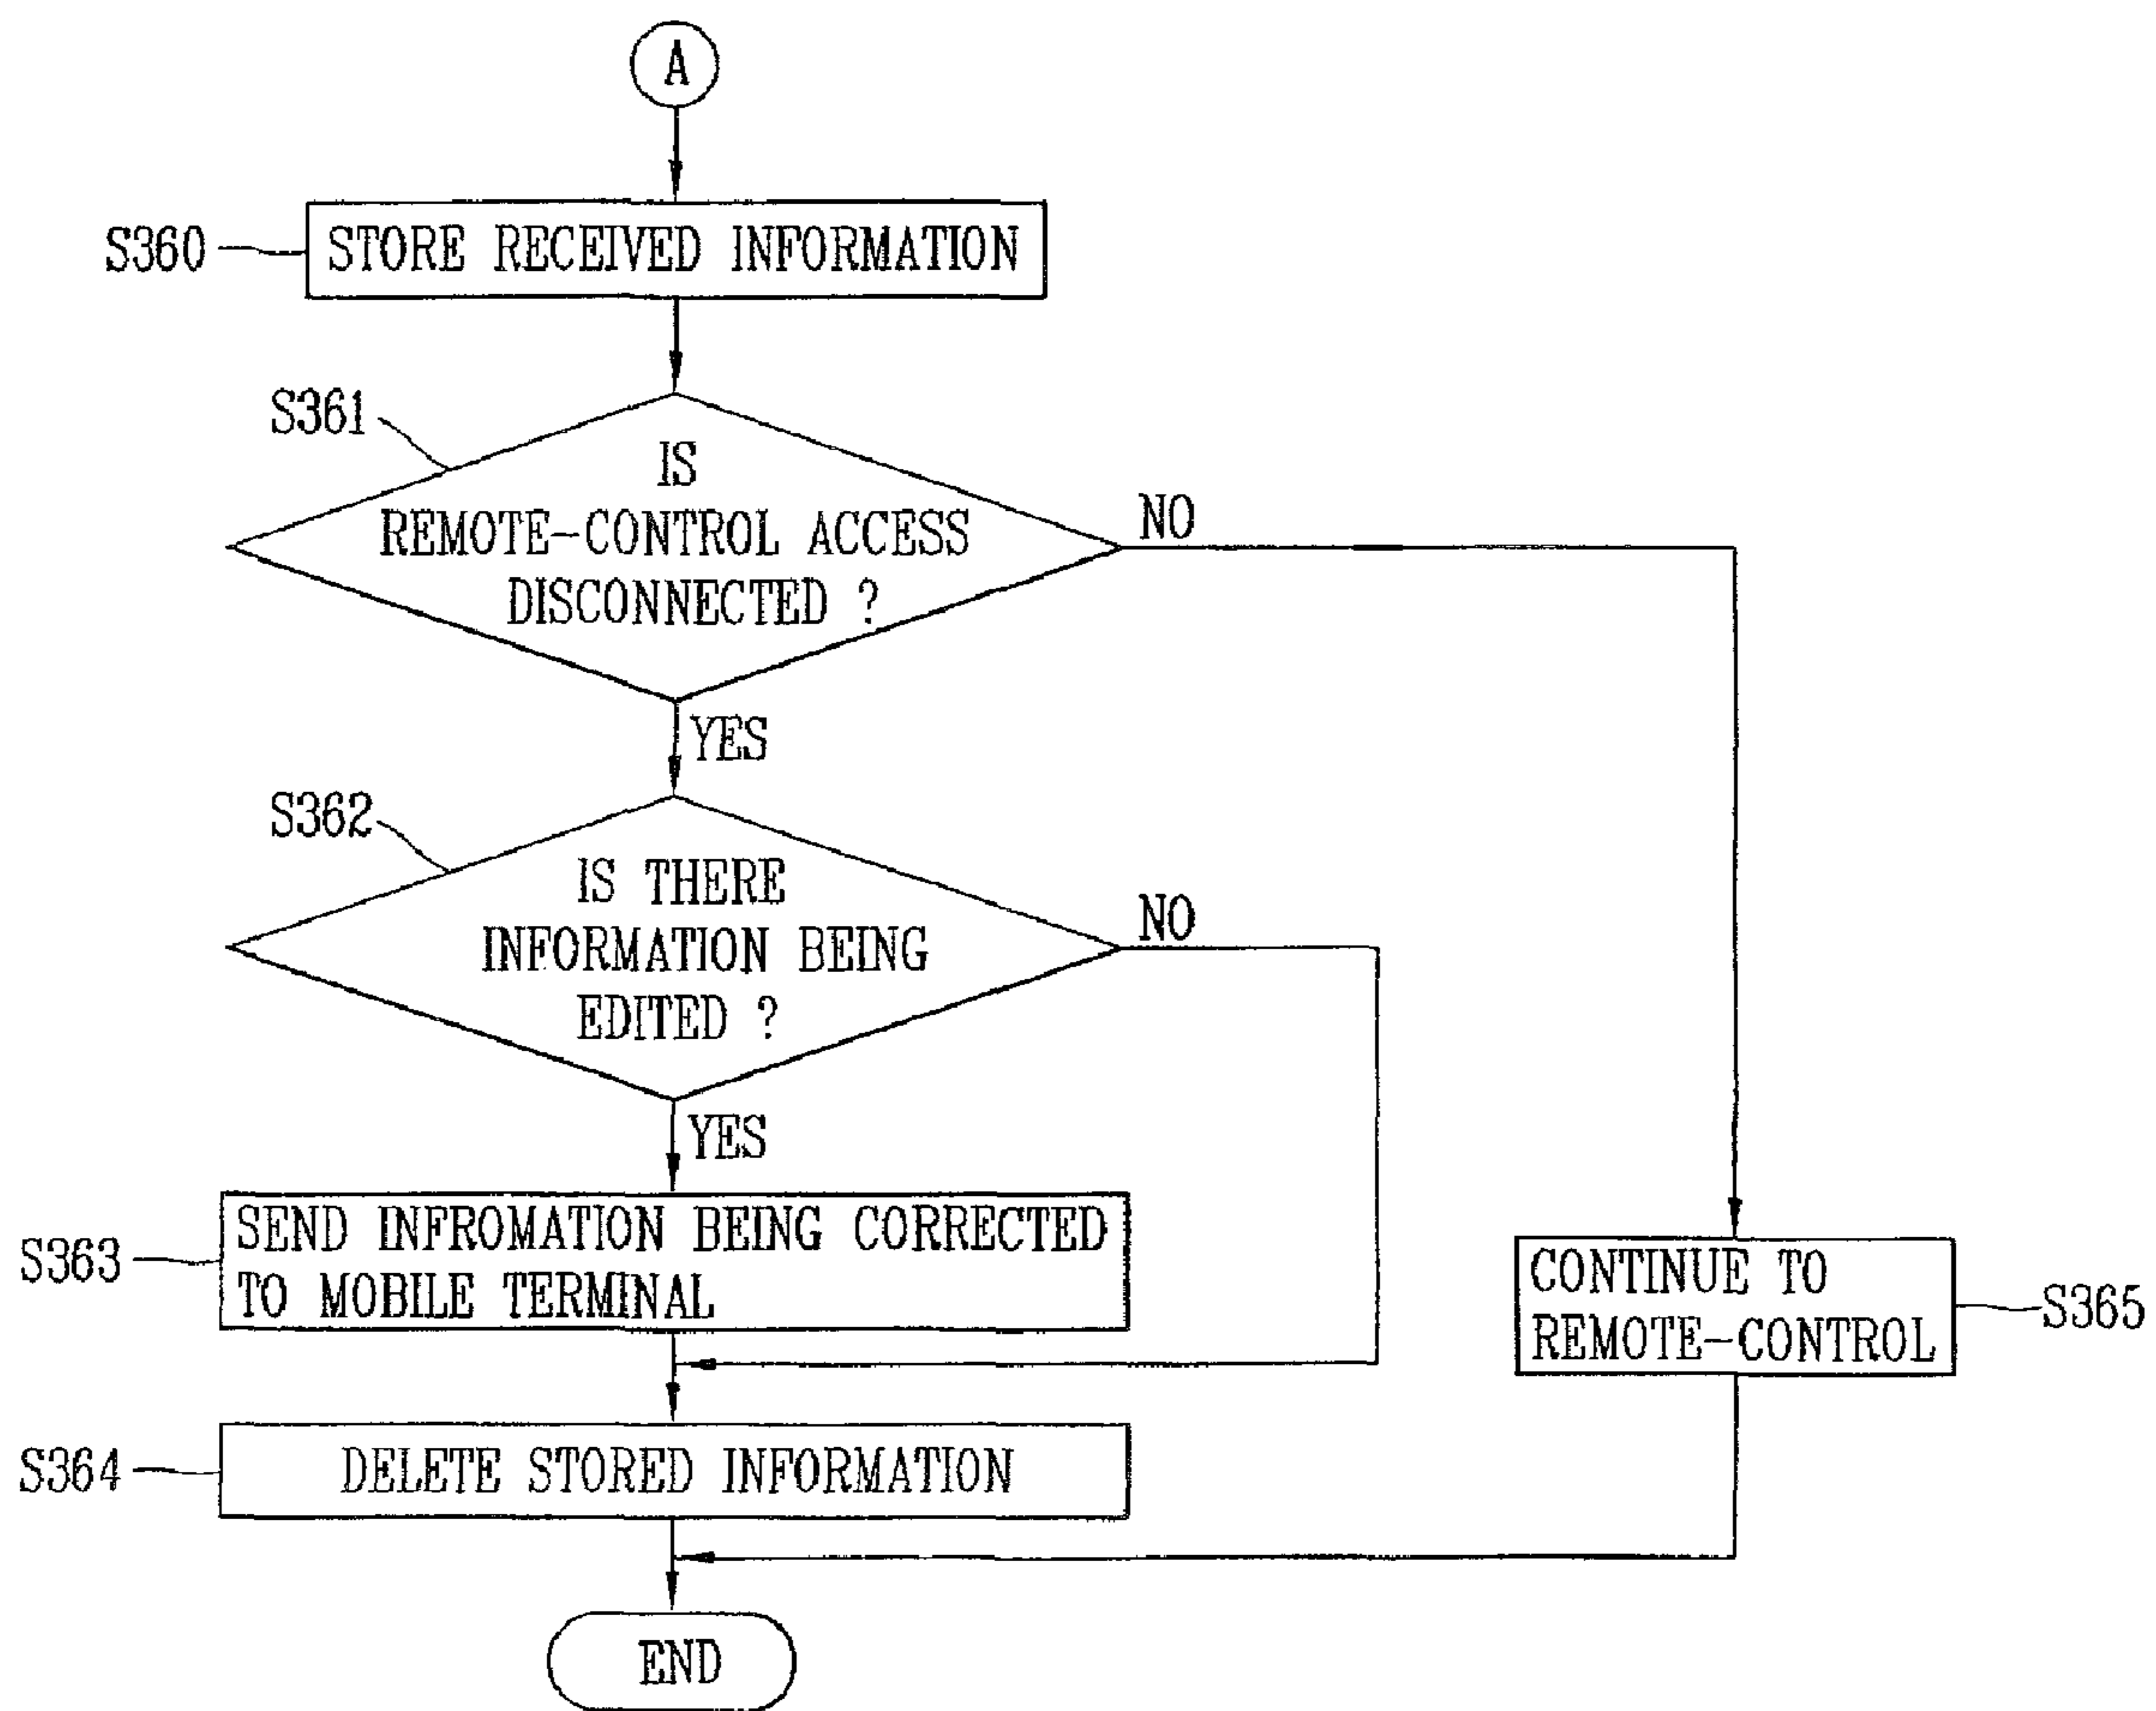 A
S360
STORE RECEIVED INFORMATION
S361
IS
REMOTE-CONTROL ACCESS
DISCONNECTED ?
NO
YES
S362
IS THERE
INFORMATION BEING
EDITED ?
NO
YES
S363
SEND INFROMATION BEING CORRECTED
TO MOBILE TERMINAL
CONTINUE TO
REMOTE-CONTROL
S365
S364
DELETE STORED INFORMATION
END